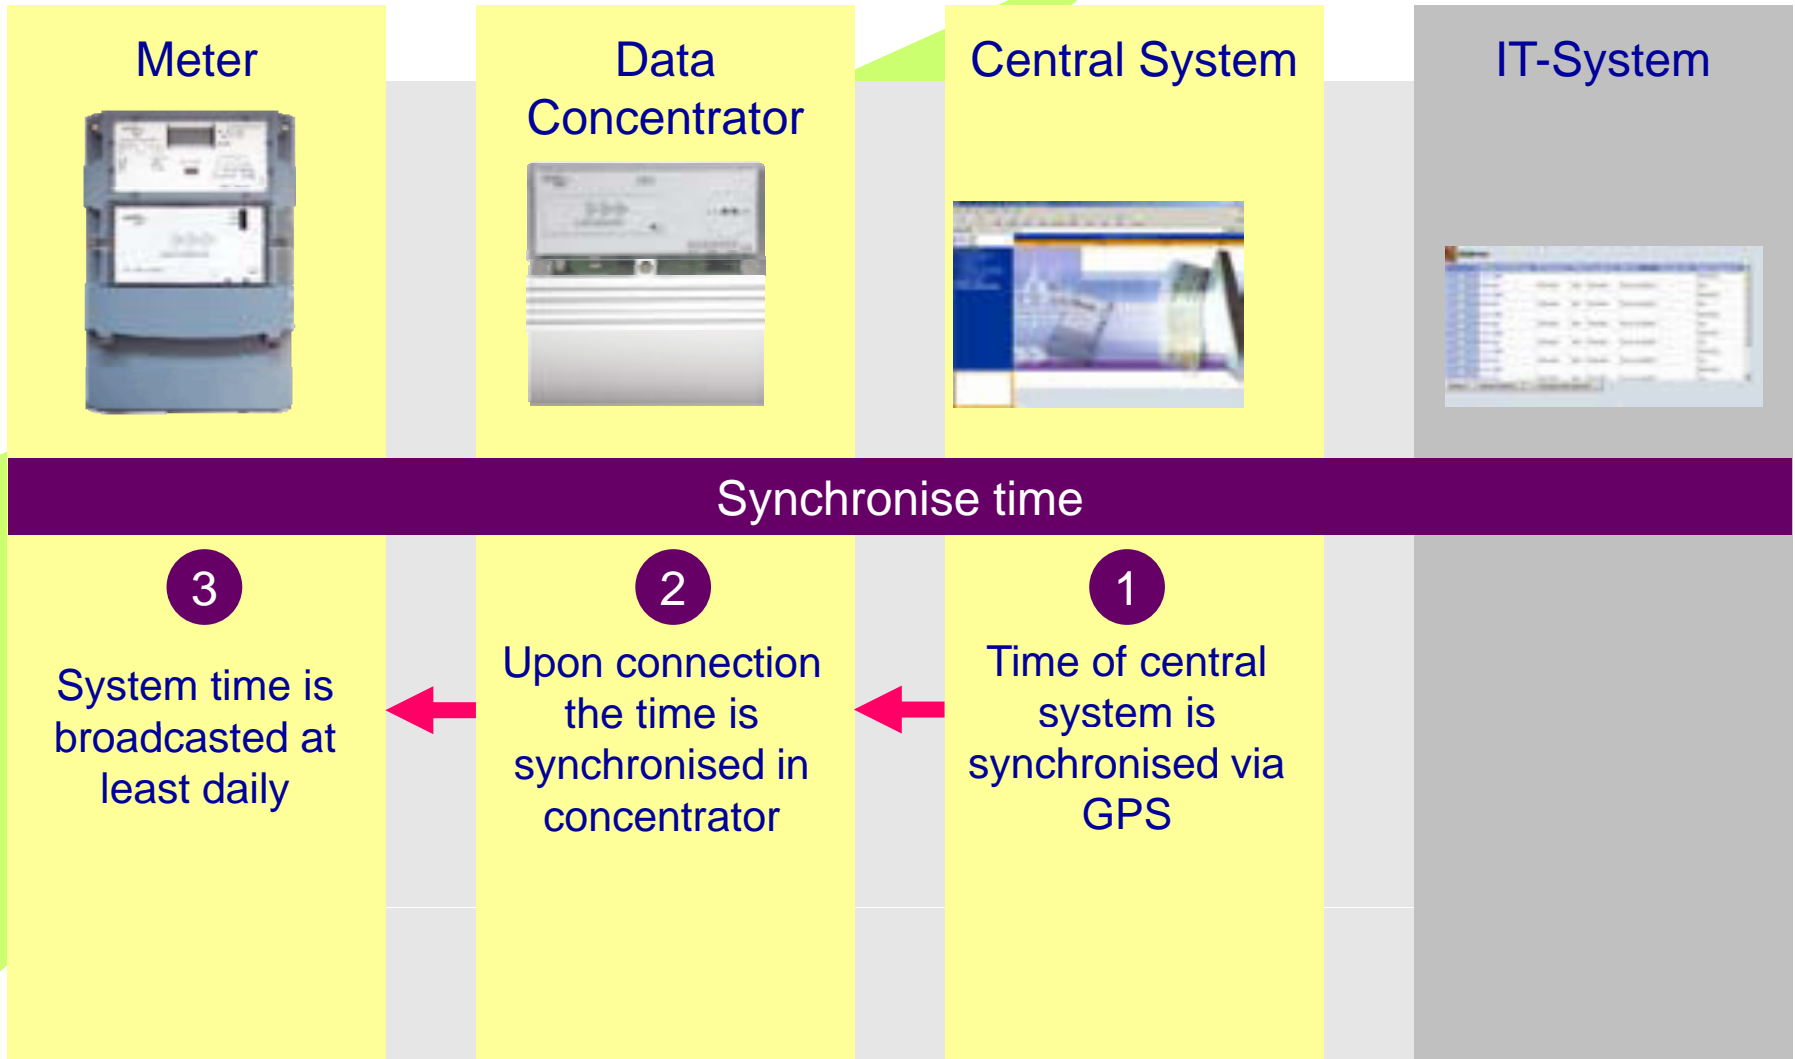 Meter
Data
Concentrator
Central System
IT-System
Synchronise time
3
System time is
broadcasted at
least daily
2
Upon connection
the time is
synchronised in
concentrator
1
Time of central
system is
synchronised via
GPS